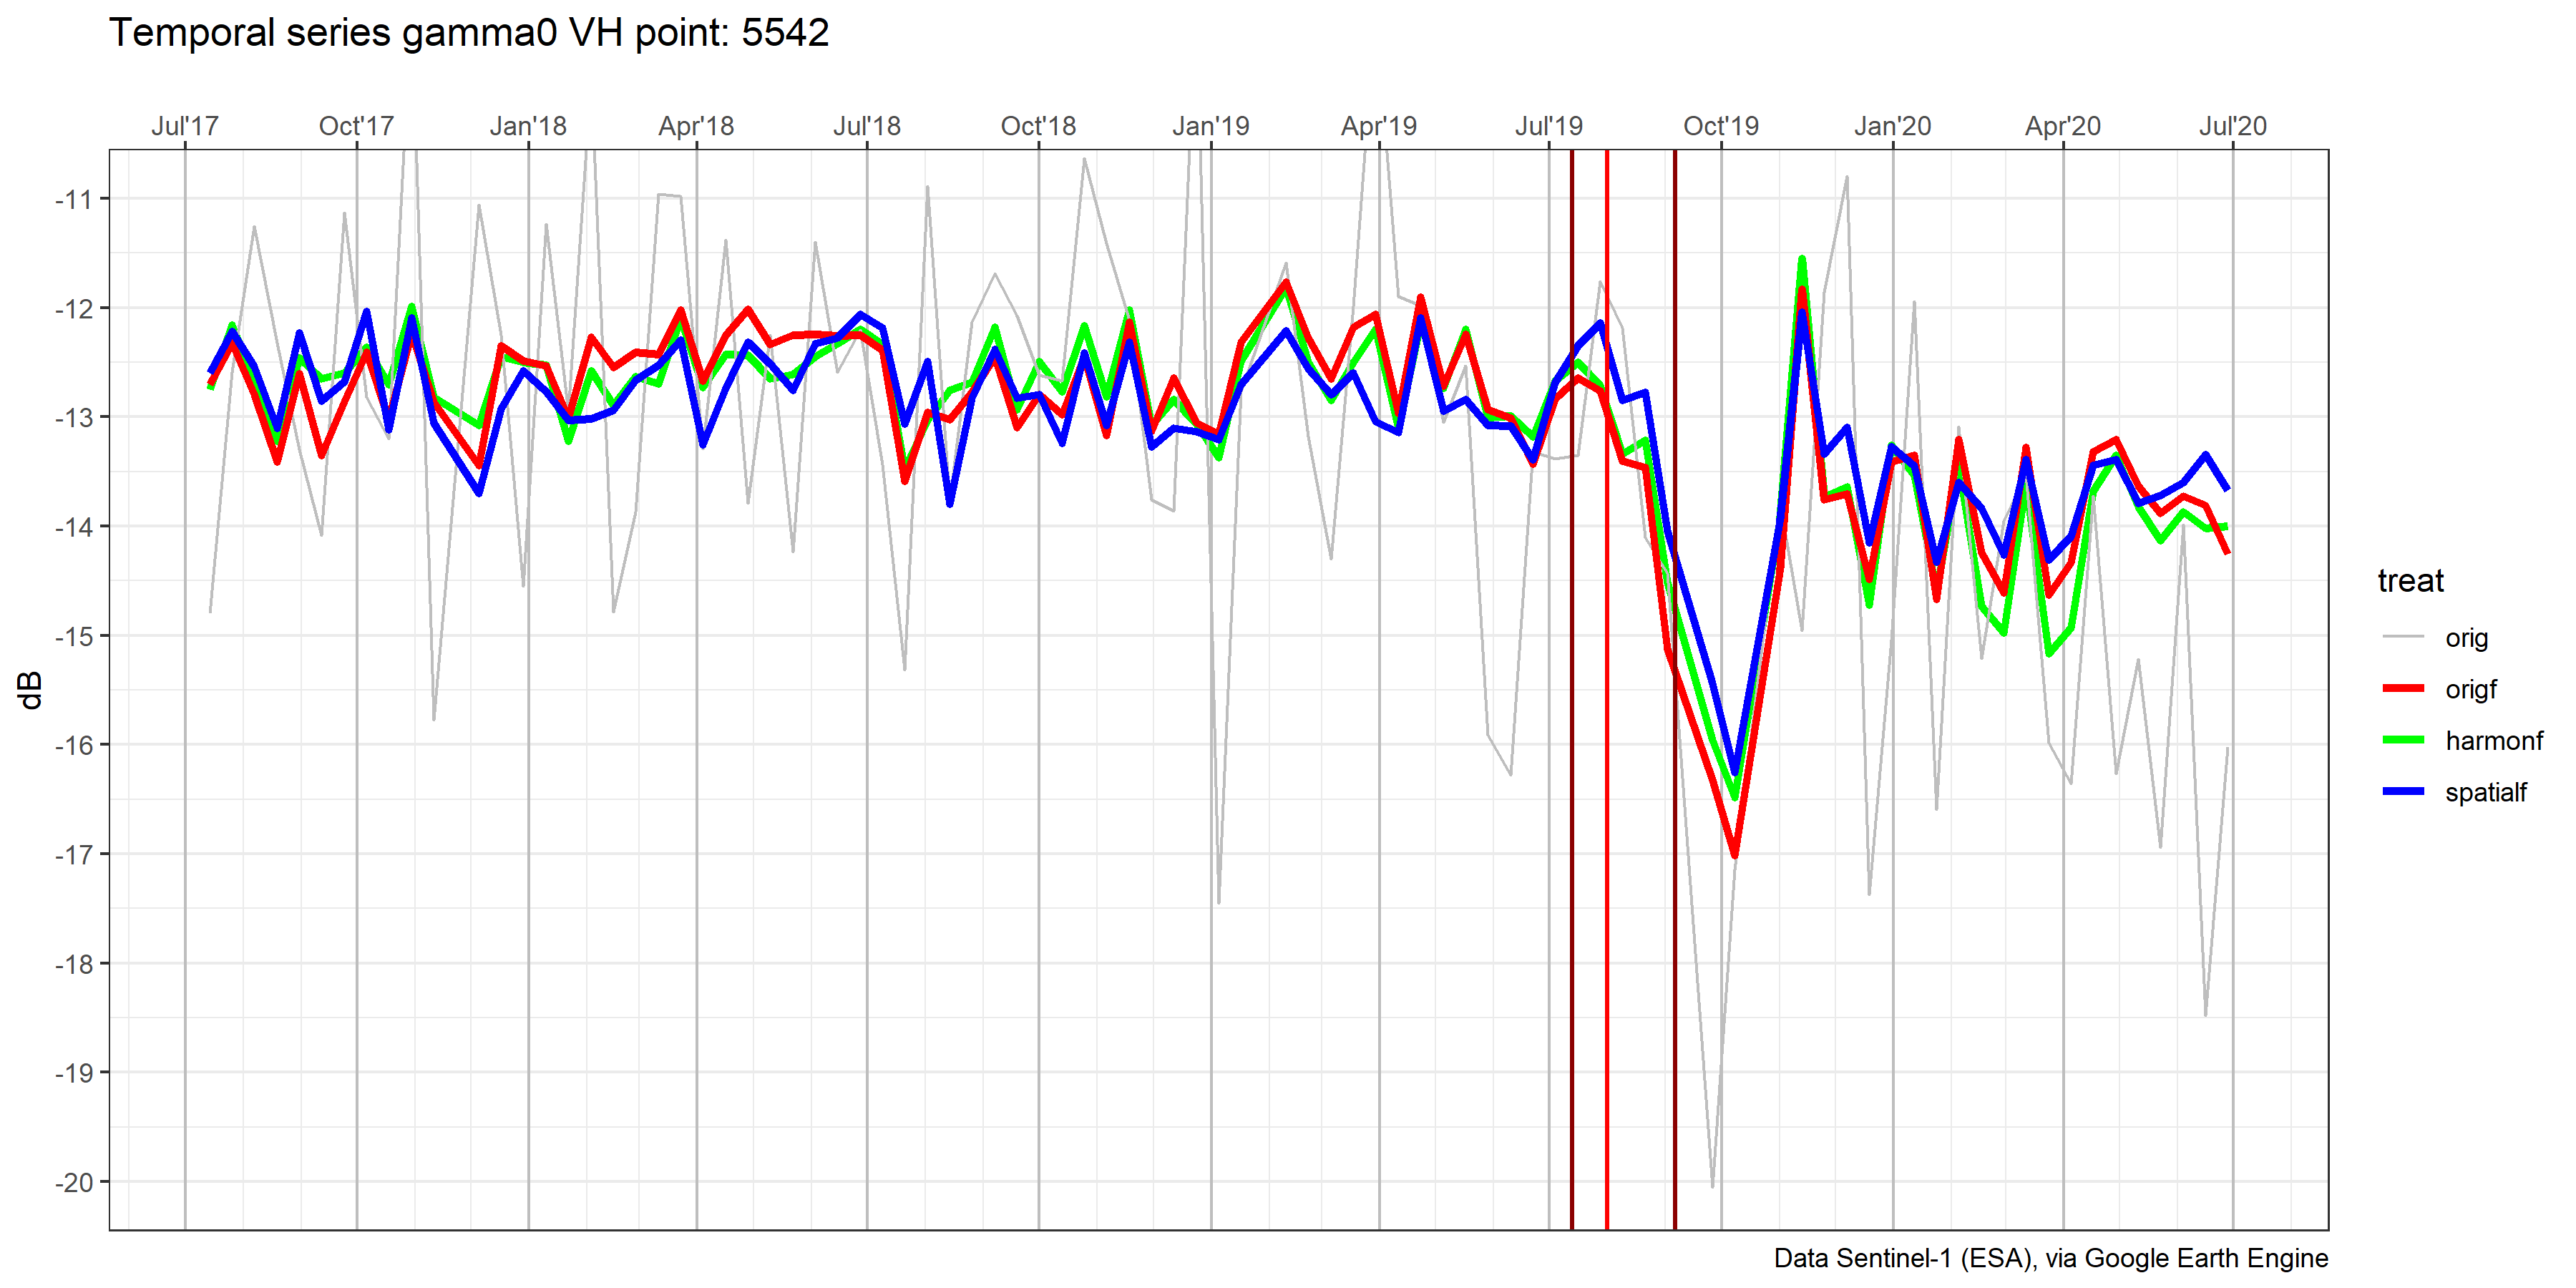 Temporal series gamma0 VH point: 5542
Jul'17 Oct'17 Jan'18 Apr'18 Jul'18 Oct'18 Jan'19 Apr'19 Jul'19 Oct'19 Jan'20 Apr'20 Jul'20
-11
-12
-13
-14
-15
-16
-17
-18
-19
-20
dB
treat
orig
origf
harmonf
spatialf
Data Sentinel-1 (ESA), via Google Earth Engine